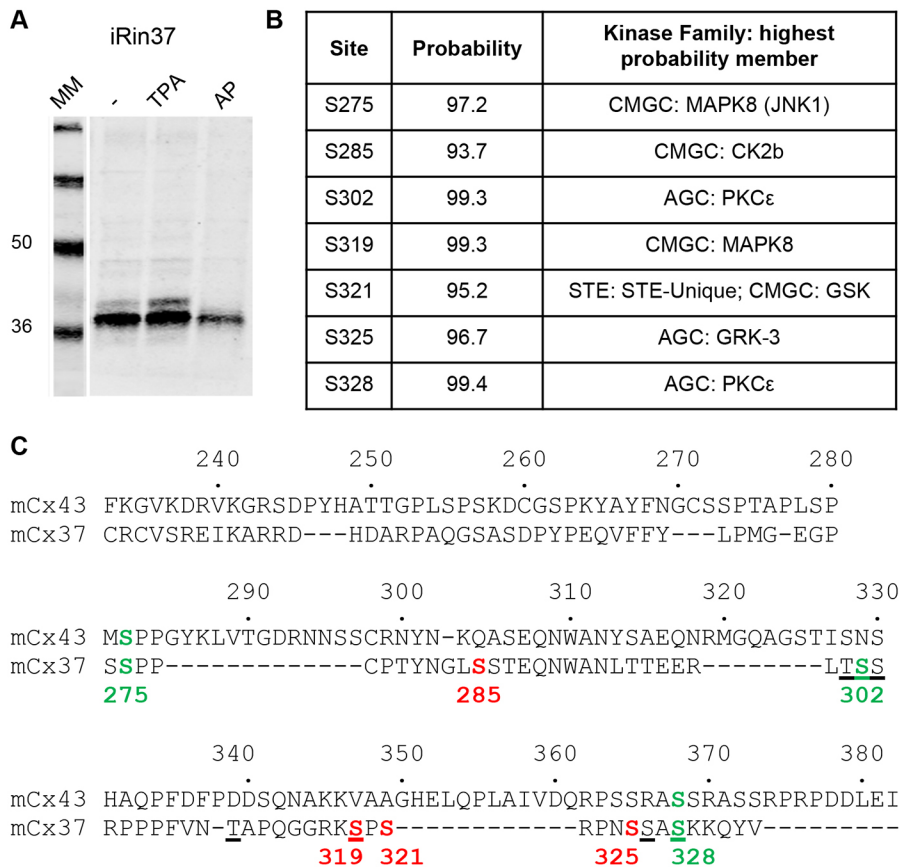 A
iRin37
MM - TPA AP
50
36
B
Site Probability Kinase Family: highest probability member
S275 97.2 CMGC: MAPK8 (JNK1)
S285 93.7 CMGC: CK2b
S302 99.3 AGC: PKCε
S319 99.3 CMGC: MAPK8
S321 95.2 STE: STE-Unique; CMGC: GSK
S325 96.7 AGC: GRK-3
S328 99.4 AGC: PKCε
C
240 250 260 270 280
mCx43 FKGVKDRVKGRSDPYHATTGPLSPSKDCGSPKYAYFNGCSSPTAPLSP
mCx37 CRCVSREIKARRD---HDARPAQGSASDPYPEQVFFY---LPMG-EGP
290 300 310 320 330
mCx43 MSPPGYKLVTGDRNNSSCRNYN-KQASEQNWANYSAEQNRMGQAGSTISNS
mCx37 SSPP-------------CPTYNGLSSTEQNWANLTTEER--------LTSS
275 285 302
340 350 360 370 380
mCx43 HAQPFDFPDDSQNAKKVAAGHELQPLAIVDQRPSSRASSRASSRPRPDDLEI
mCx37 RPPPFVN-TAPQGGRKSPS------------RPNSSASKKQYV---------
319 321 325 328